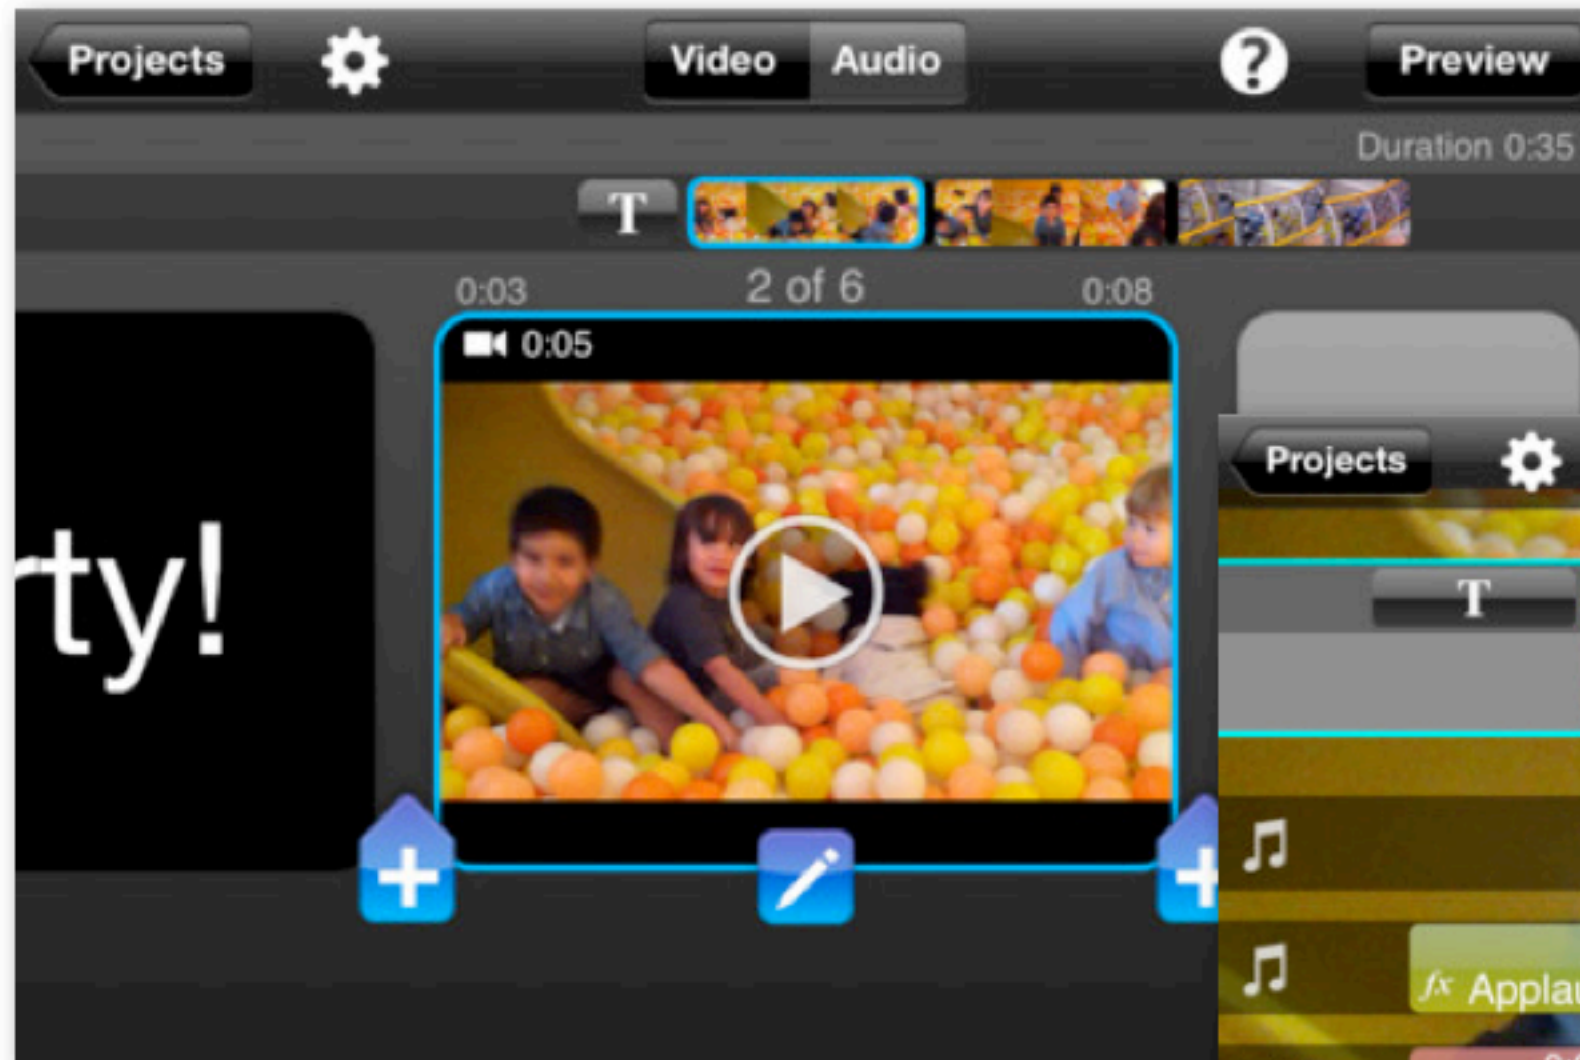 Projects Video Audio ? Preview
Duration 0:35
T
0:03 2 of 6 0:08
0:05
rty!
Projects
T
fx Applau